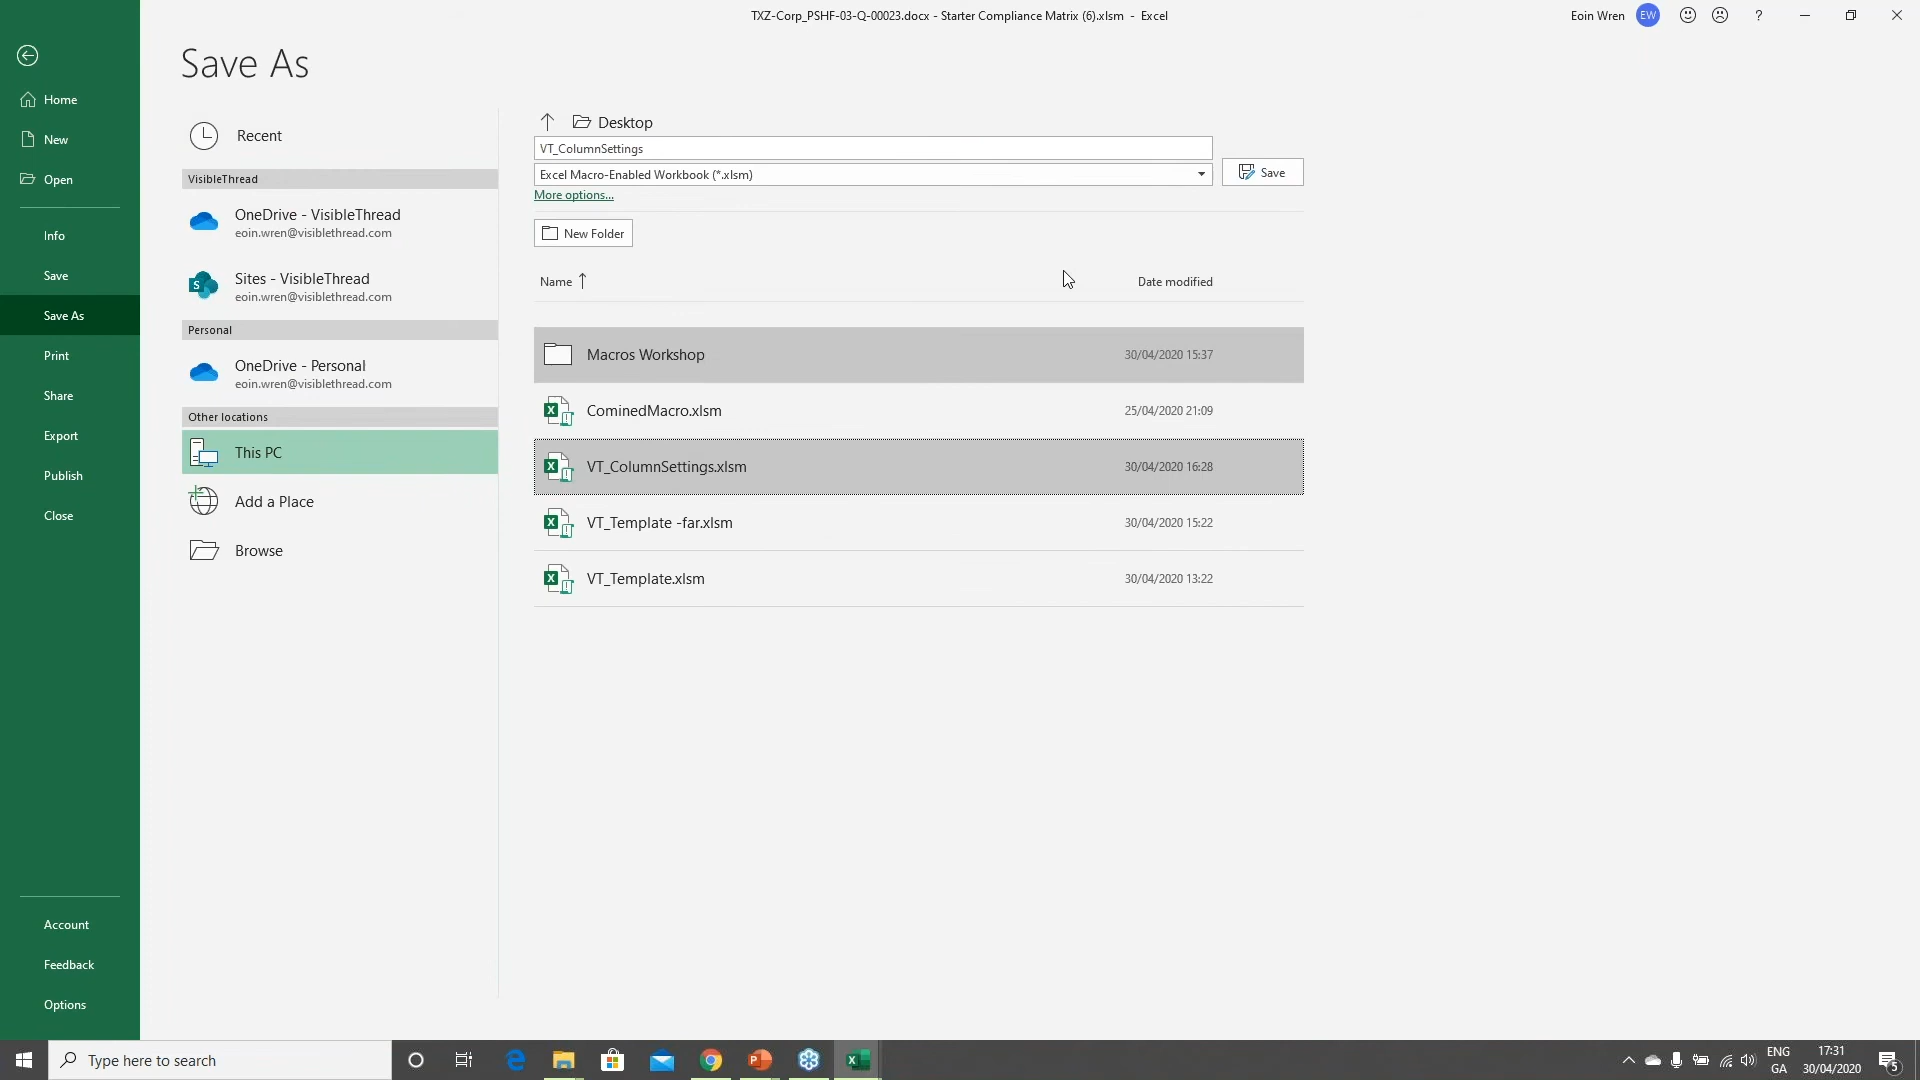 TXZ-Corp_PSHF-03-Q-00023.docx - Starter Compliance Matrix (6).xlsm - Excel
Eoin Wren
EW
?
Save As
Home
New
Open
Info
Save
Save As
Print
Share
Export
Publish
Close
Account
Feedback
Options
Recent
VisibleThread
OneDrive - VisibleThread
eoin.wren@visiblethread.com
S
Sites - VisibleThread
eoin.wren@visiblethread.com
Personal
OneDrive - Personal
eoin.wren@visiblethread.com
Other locations
This PC
Add a Place
Browse
Desktop
VT_ColumnSettings
Excel Macro-Enabled Workbook (*.xlsm)
Save
More options...
New Folder
Name
Date modified
Macros Workshop
30/04/2020 15:37
CominedMacro.xlsm
25/04/2020 21:09
VT_ColumnSettings.xlsm
30/04/2020 16:28
VT_Template -far.xlsm
30/04/2020 15:22
VT_Template.xlsm
30/04/2020 13:22
Type here to search
ENG
GA
17:31
30/04/2020
5